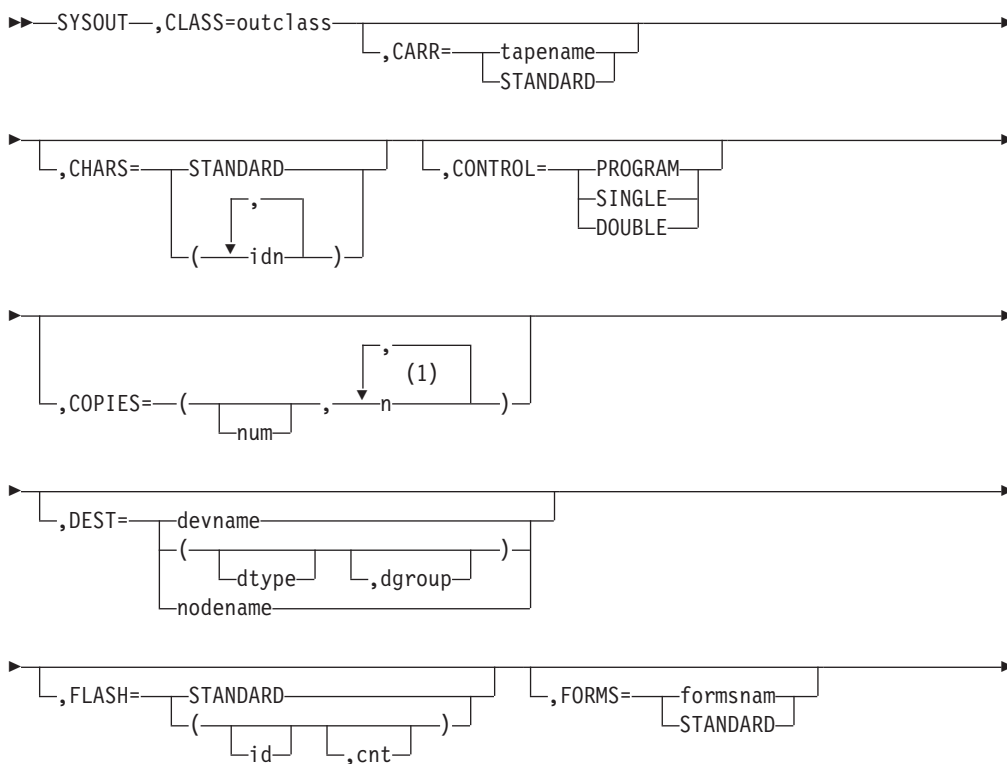 SYSOUT ,CLASS=outclass
,CARR= tapename
STANDARD
,CHARS= STANDARD
,
( idn )
,CONTROL= PROGRAM
SINGLE
DOUBLE
,COPIES= ( num , n )
,
(1)
,DEST= devname
( dtype ,dgroup )
nodename
,FLASH= STANDARD
( id ,cnt )
,FORMS= formsnam
STANDARD